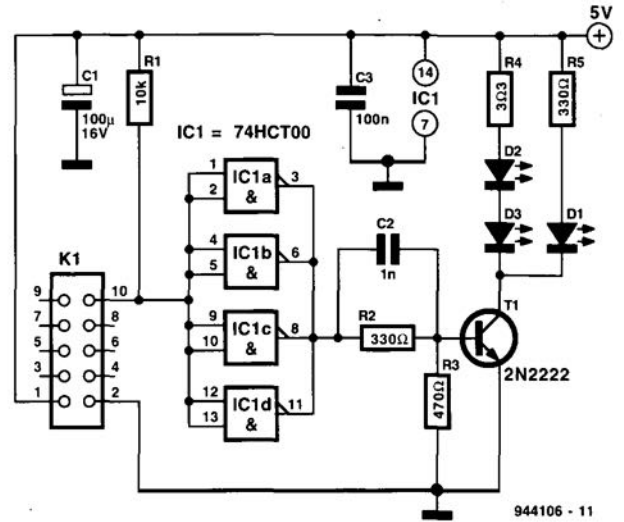 5V
C1
100µ
16V
R1
10k
C3
100n
14
IC1
7
R4
3Ω3
R5
330Ω
IC1 = 74HCT00
1
2
IC1a
&
3
D2
D3
D1
4
5
IC1b
&
6
C2
1n
K1
9
10
7
8
5
6
3
4
1
2
9
10
IC1c
&
8
R2
330Ω
T1
2N2222
R3
470Ω
12
13
IC1d
&
11
944106 - 11